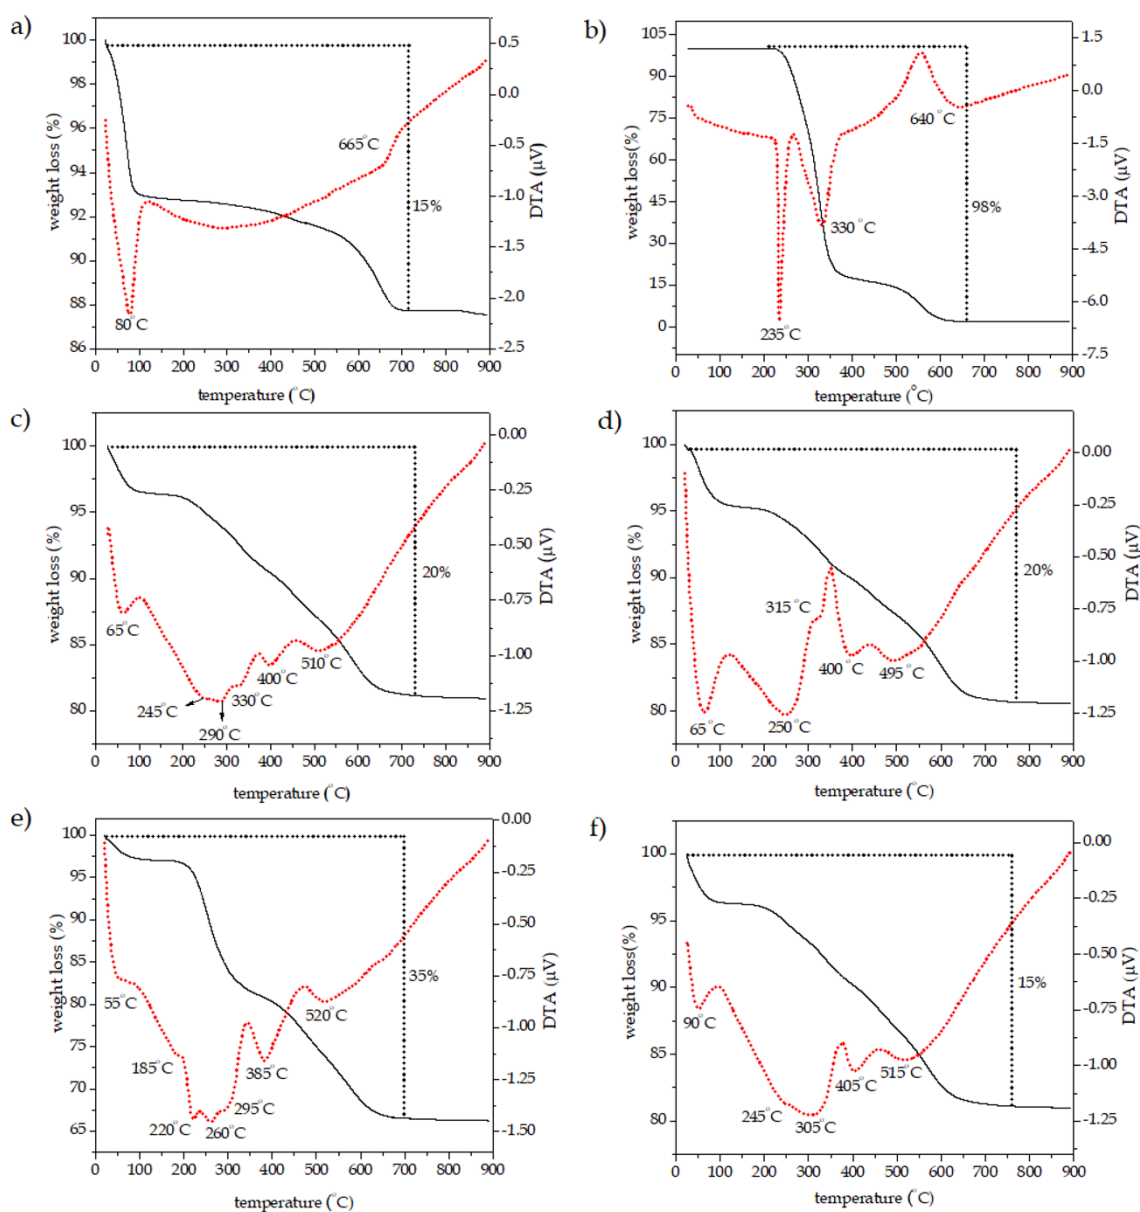 a)
100
98
96
94
92
90
88
86
weight loss (%)
0.5
0.0
-0.5
-1.0
-1.5
-2.0
-2.5
DTA (µV)
665°C
15%
80°C
0 100 200 300 400 500 600 700 800 900
temperature (°C)
b)
105
90
75
60
45
30
15
0
weight loss(%)
1.5
0.0
-1.5
-3.0
-4.5
-6.0
-7.5
DTA (µV)
640°C
330°C
98%
235°C
0 100 200 300 400 500 600 700 800 900
temperature (°C)
c)
100
95
90
85
80
weight loss (%)
0.00
-0.25
-0.50
-0.75
-1.00
-1.25
DTA (µV)
20%
65°C
510°C
400°C
330°C
245°C
290°C
0 100 200 300 400 500 600 700 800 900
temperature (°C)
d)
100
95
90
85
80
weight loss (%)
0.00
-0.25
-0.50
-0.75
-1.00
-1.25
DTA (µV)
20%
315°C
400°C
495°C
65°C
250°C
0 100 200 300 400 500 600 700 800 900
temperature (°C)
e)
100
95
90
85
80
75
70
65
weight loss (%)
0.00
-0.25
-0.50
-0.75
-1.00
-1.25
-1.50
DTA (µV)
35%
55°C
520°C
185°C
385°C
295°C
220°C
260°C
0 100 200 300 400 500 600 700 800 900
temperature (°C)
f)
100
95
90
85
80
weight loss(%)
0.00
-0.25
-0.50
-0.75
-1.00
-1.25
DTA (µV)
15%
90°C
515°C
405°C
245°C
305°C
0 100 200 300 400 500 600 700 800 900
temperature (°C)